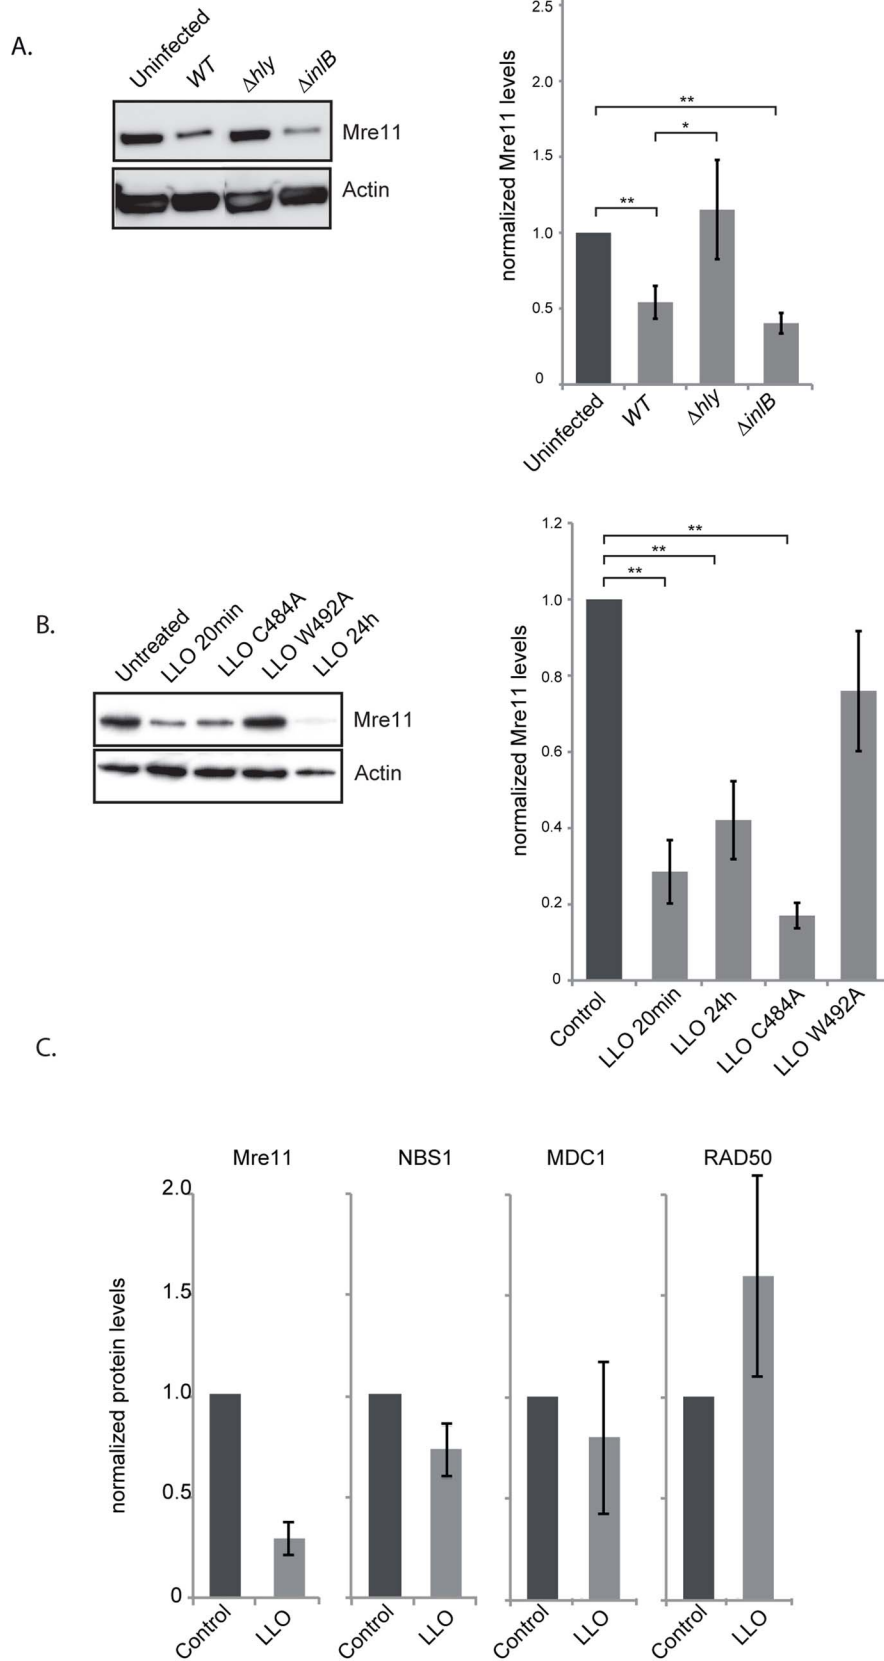 A.
Uninfected WT Δhly ΔinlB
Mre11
Actin
normalized Mre11 levels
2.5
2.0
1.5
1.0
0.5
0
**
*
**
Uninfected WT Δhly ΔinlB
B.
Untreated LLO 20min LLO C484A LLO W492A LLO 24h
Mre11
Actin
normalized Mre11 levels
1.2
1.0
0.8
0.6
0.4
0.2
0
**
**
**
Control LLO 20min LLO 24h LLO C484A LLO W492A
C.
Mre11 NBS1 MDC1 RAD50
normalized protein levels
2.0
1.5
1.0
0.5
0
Control LLO Control LLO Control LLO Control LLO